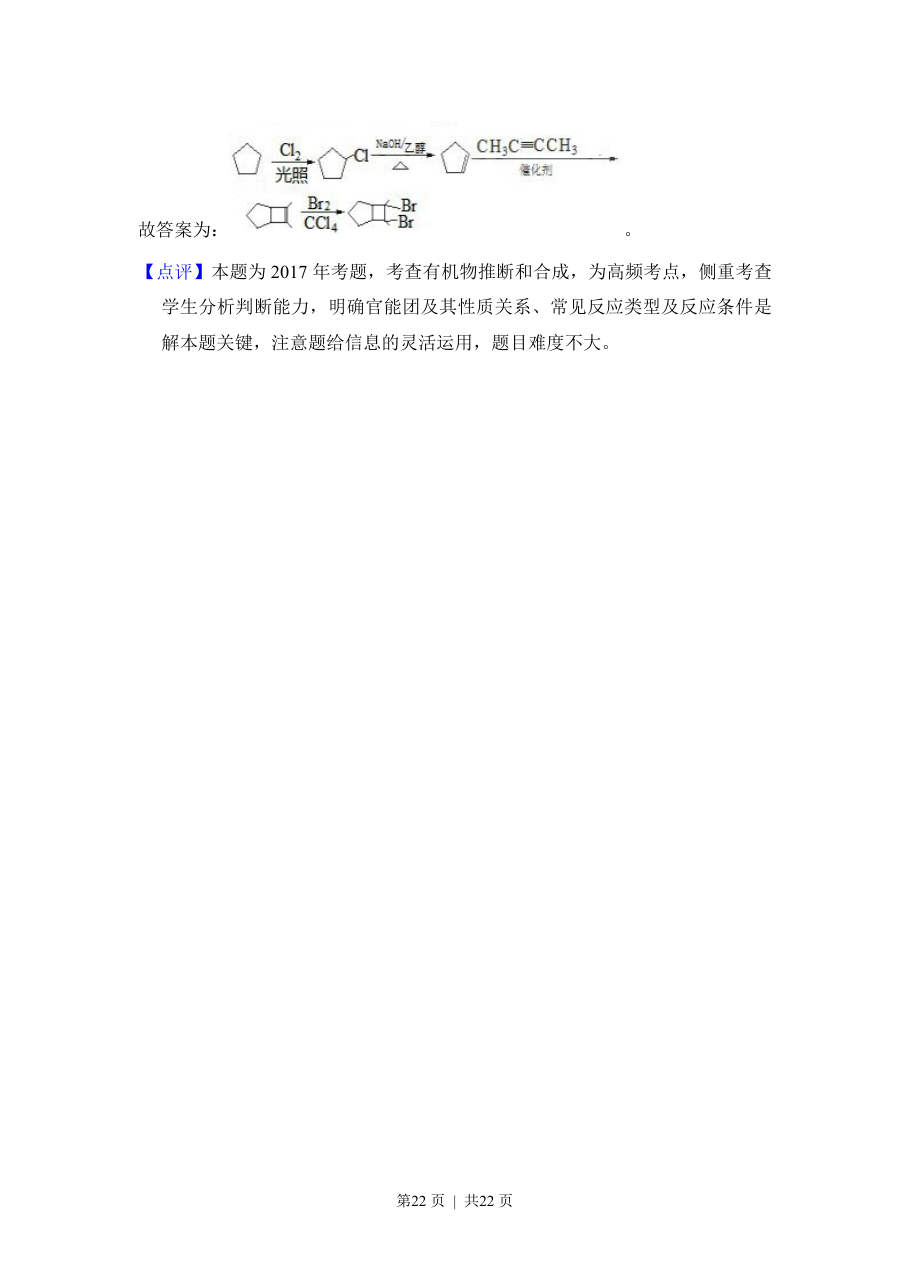 Cl2 光照 Cl NaOH/乙醇 △ CH3C≡CCH3 催化剂
故答案为： Br2 CCl4 Br Br 。
【点评】本题为 2017 年考题，考查有机物推断和合成，为高频考点，侧重考查
学生分析判断能力，明确官能团及其性质关系、常见反应类型及反应条件是
解本题关键，注意题给信息的灵活运用，题目难度不大。
第22 页 | 共22 页